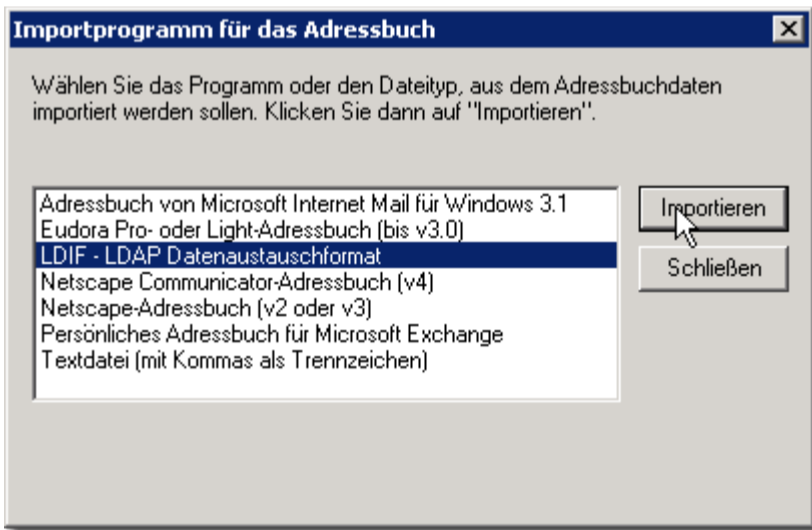 Importprogramm für das Adressbuch
Wählen Sie das Programm oder den Dateityp, aus dem Adressbuchdaten
importiert werden sollen. Klicken Sie dann auf "Importieren".
Adressbuch von Microsoft Internet Mail für Windows 3.1
Eudora Pro- oder Light-Adressbuch (bis v3.0)
LDIF - LDAP Datenaustauschformat
Netscape Communicator-Adressbuch (v4)
Netscape-Adressbuch (v2 oder v3)
Persönliches Adressbuch für Microsoft Exchange
Textdatei (mit Kommas als Trennzeichen)
Importieren
Schließen